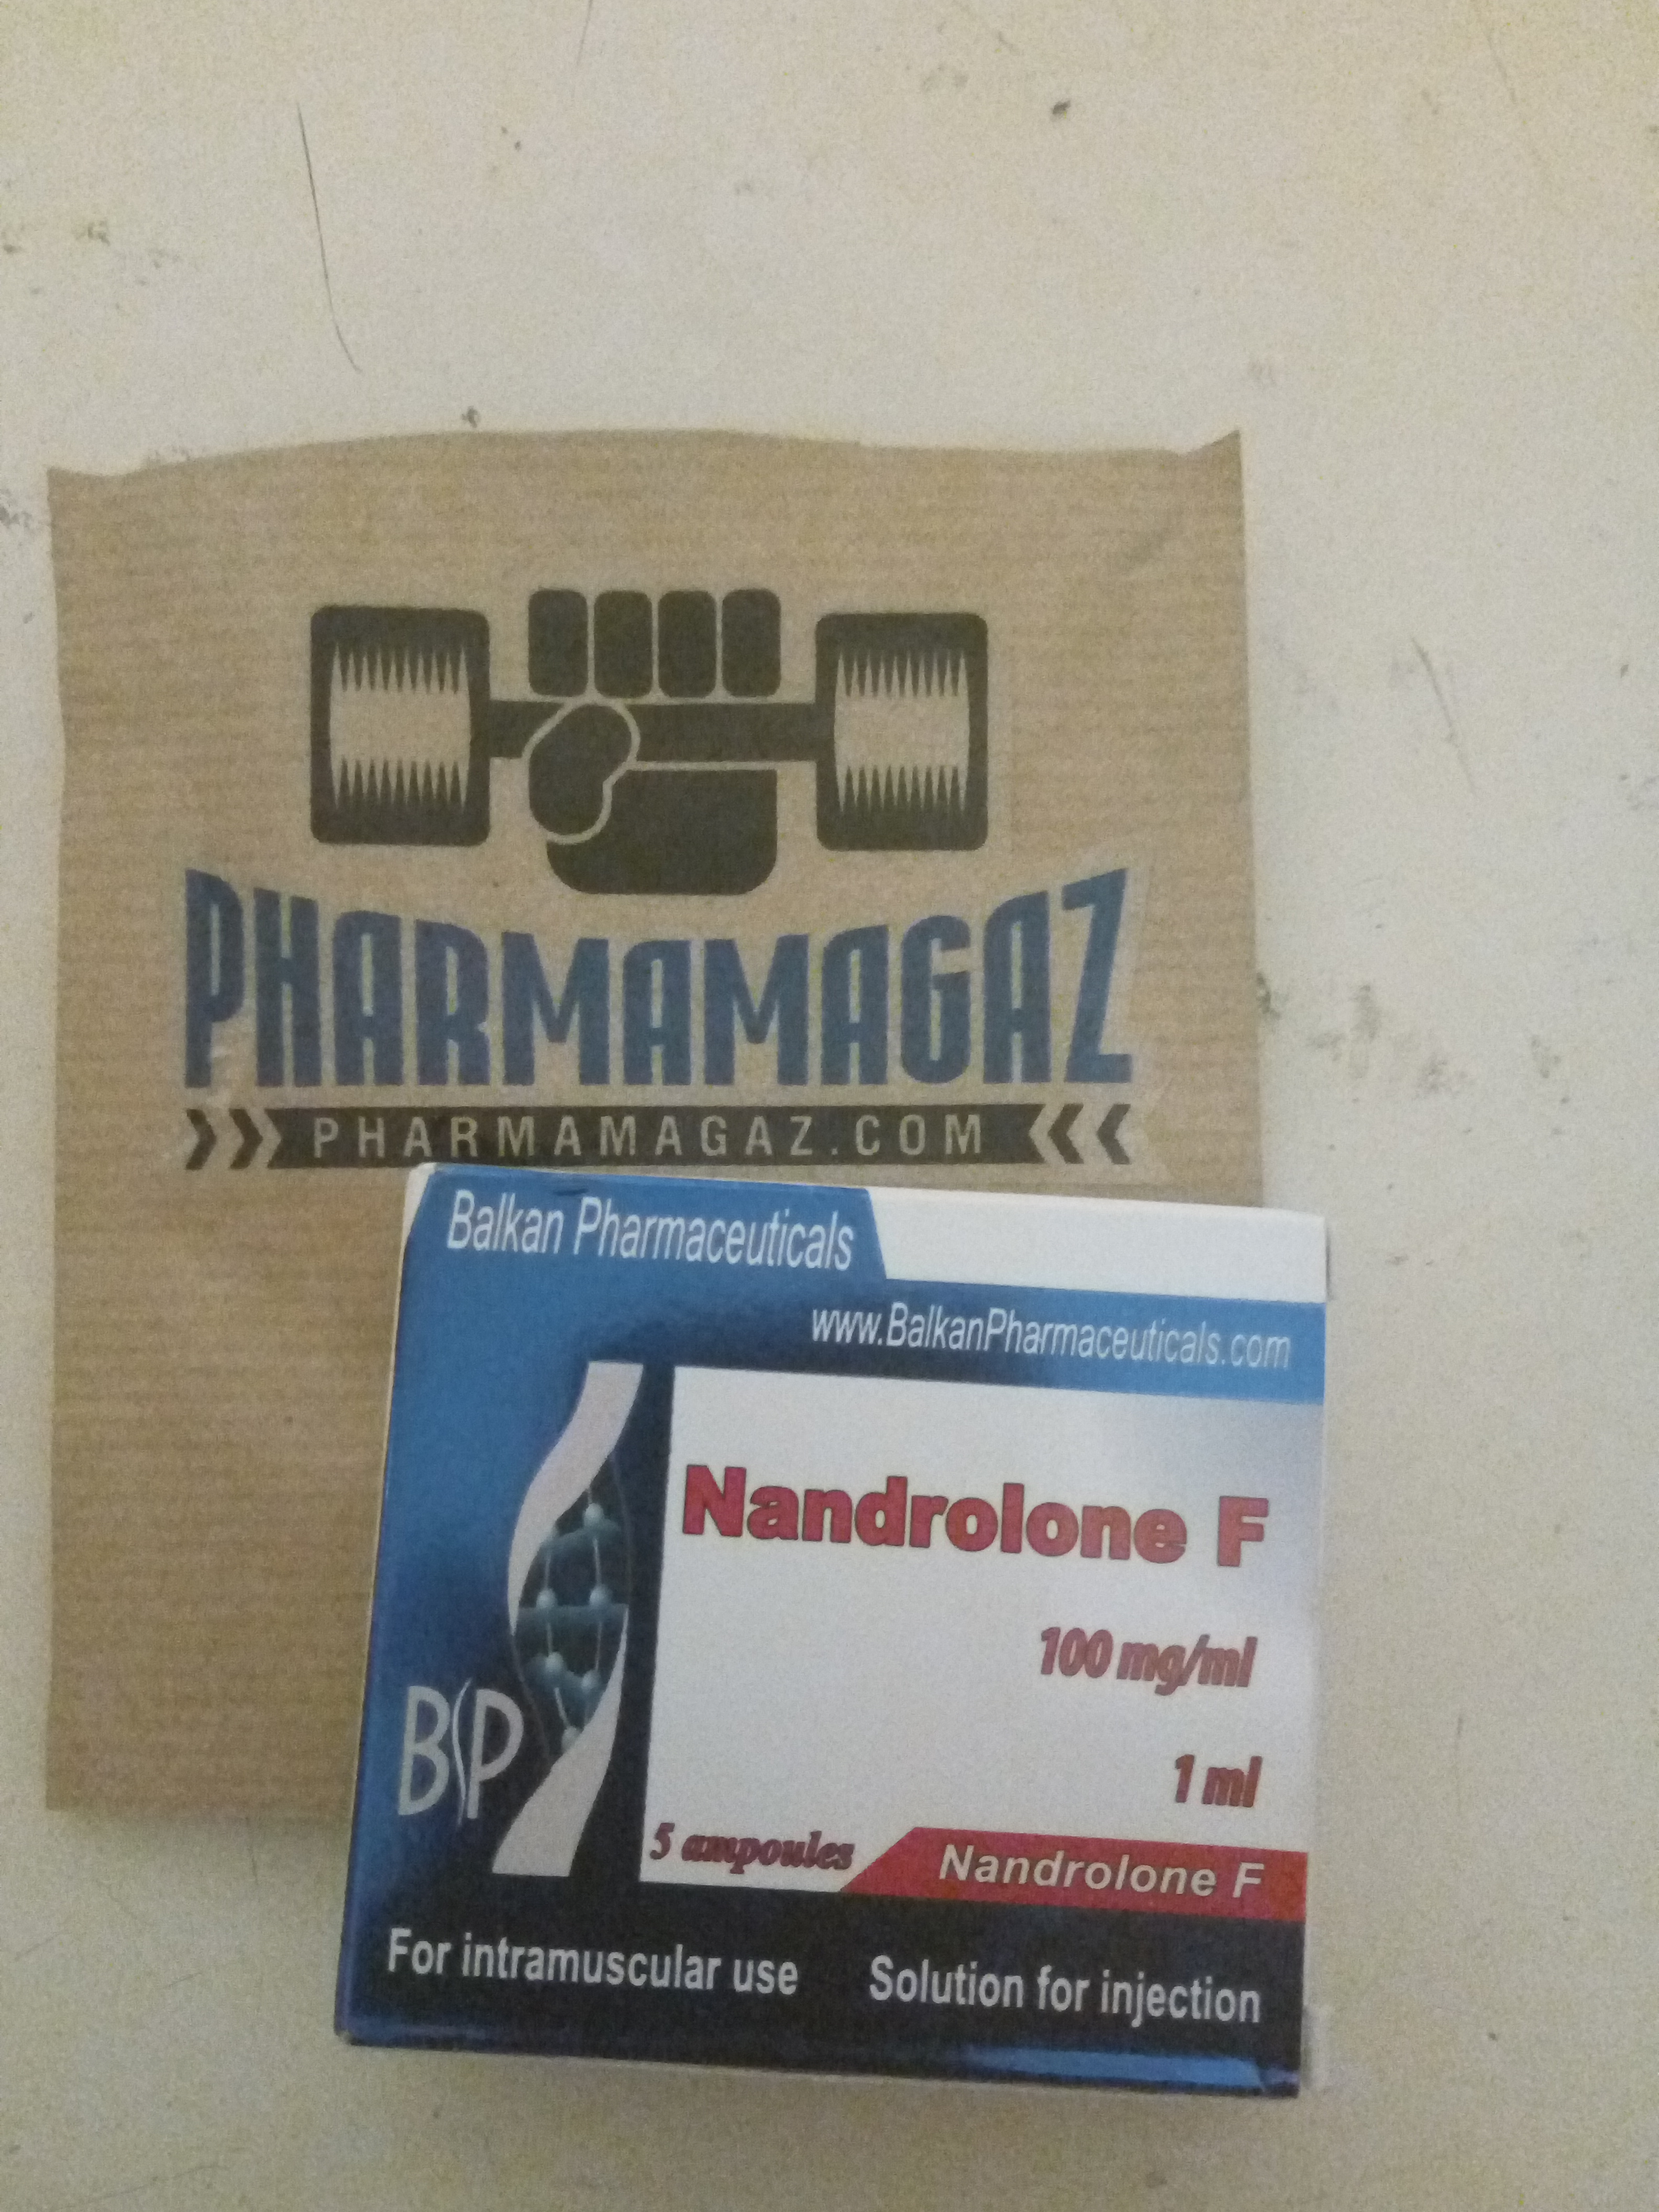 PHARMAMAGAZ
PHARMAMAGAZ.COM
Balkan Pharmaceuticals
www.BalkanPharmaceuticals.com
Nandrolone F
100 mg/ml
1 ml
5 ampoules
Nandrolone F
BP
For intramuscular use
Solution for injection